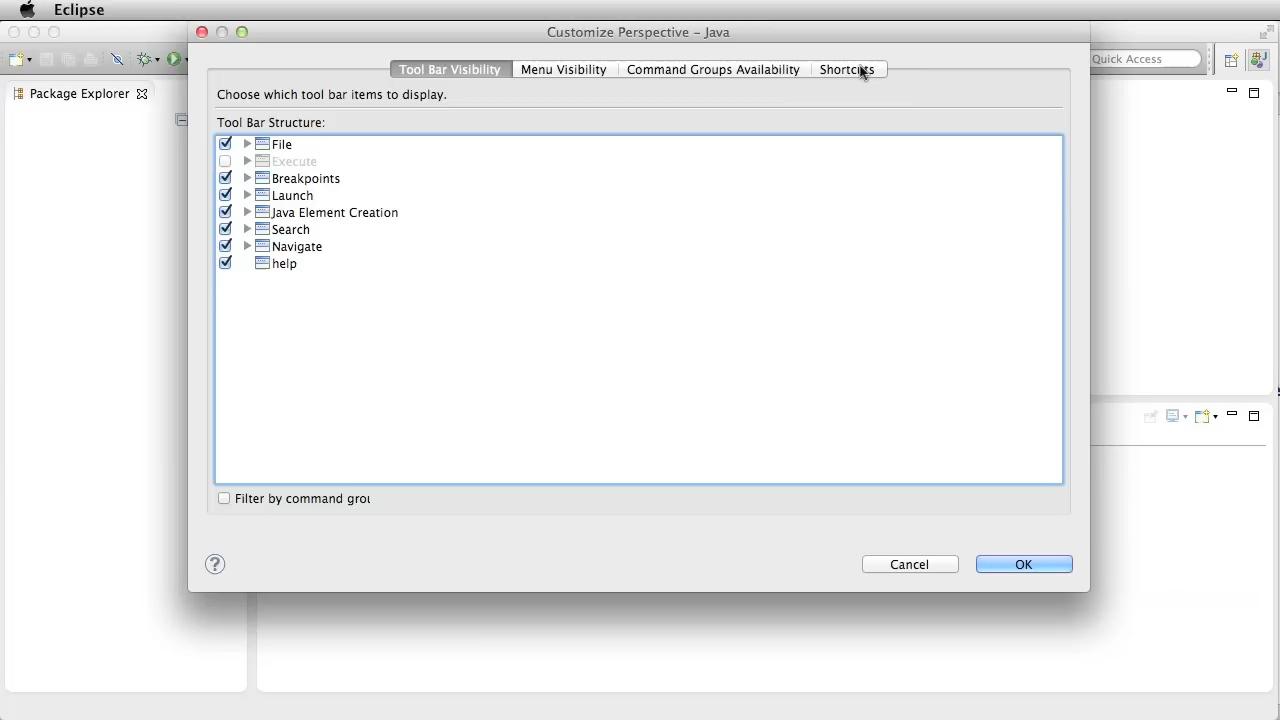 Eclipse
Customize Perspective – Java
Quick Access
Package Explorer
Tool Bar Visibility
Menu Visibility
Command Groups Availability
Shortcuts
Choose which tool bar items to display.
Tool Bar Structure:
File
Execute
Breakpoints
Launch
Java Element Creation
Search
Navigate
help
Filter by command grou
?
Cancel
OK